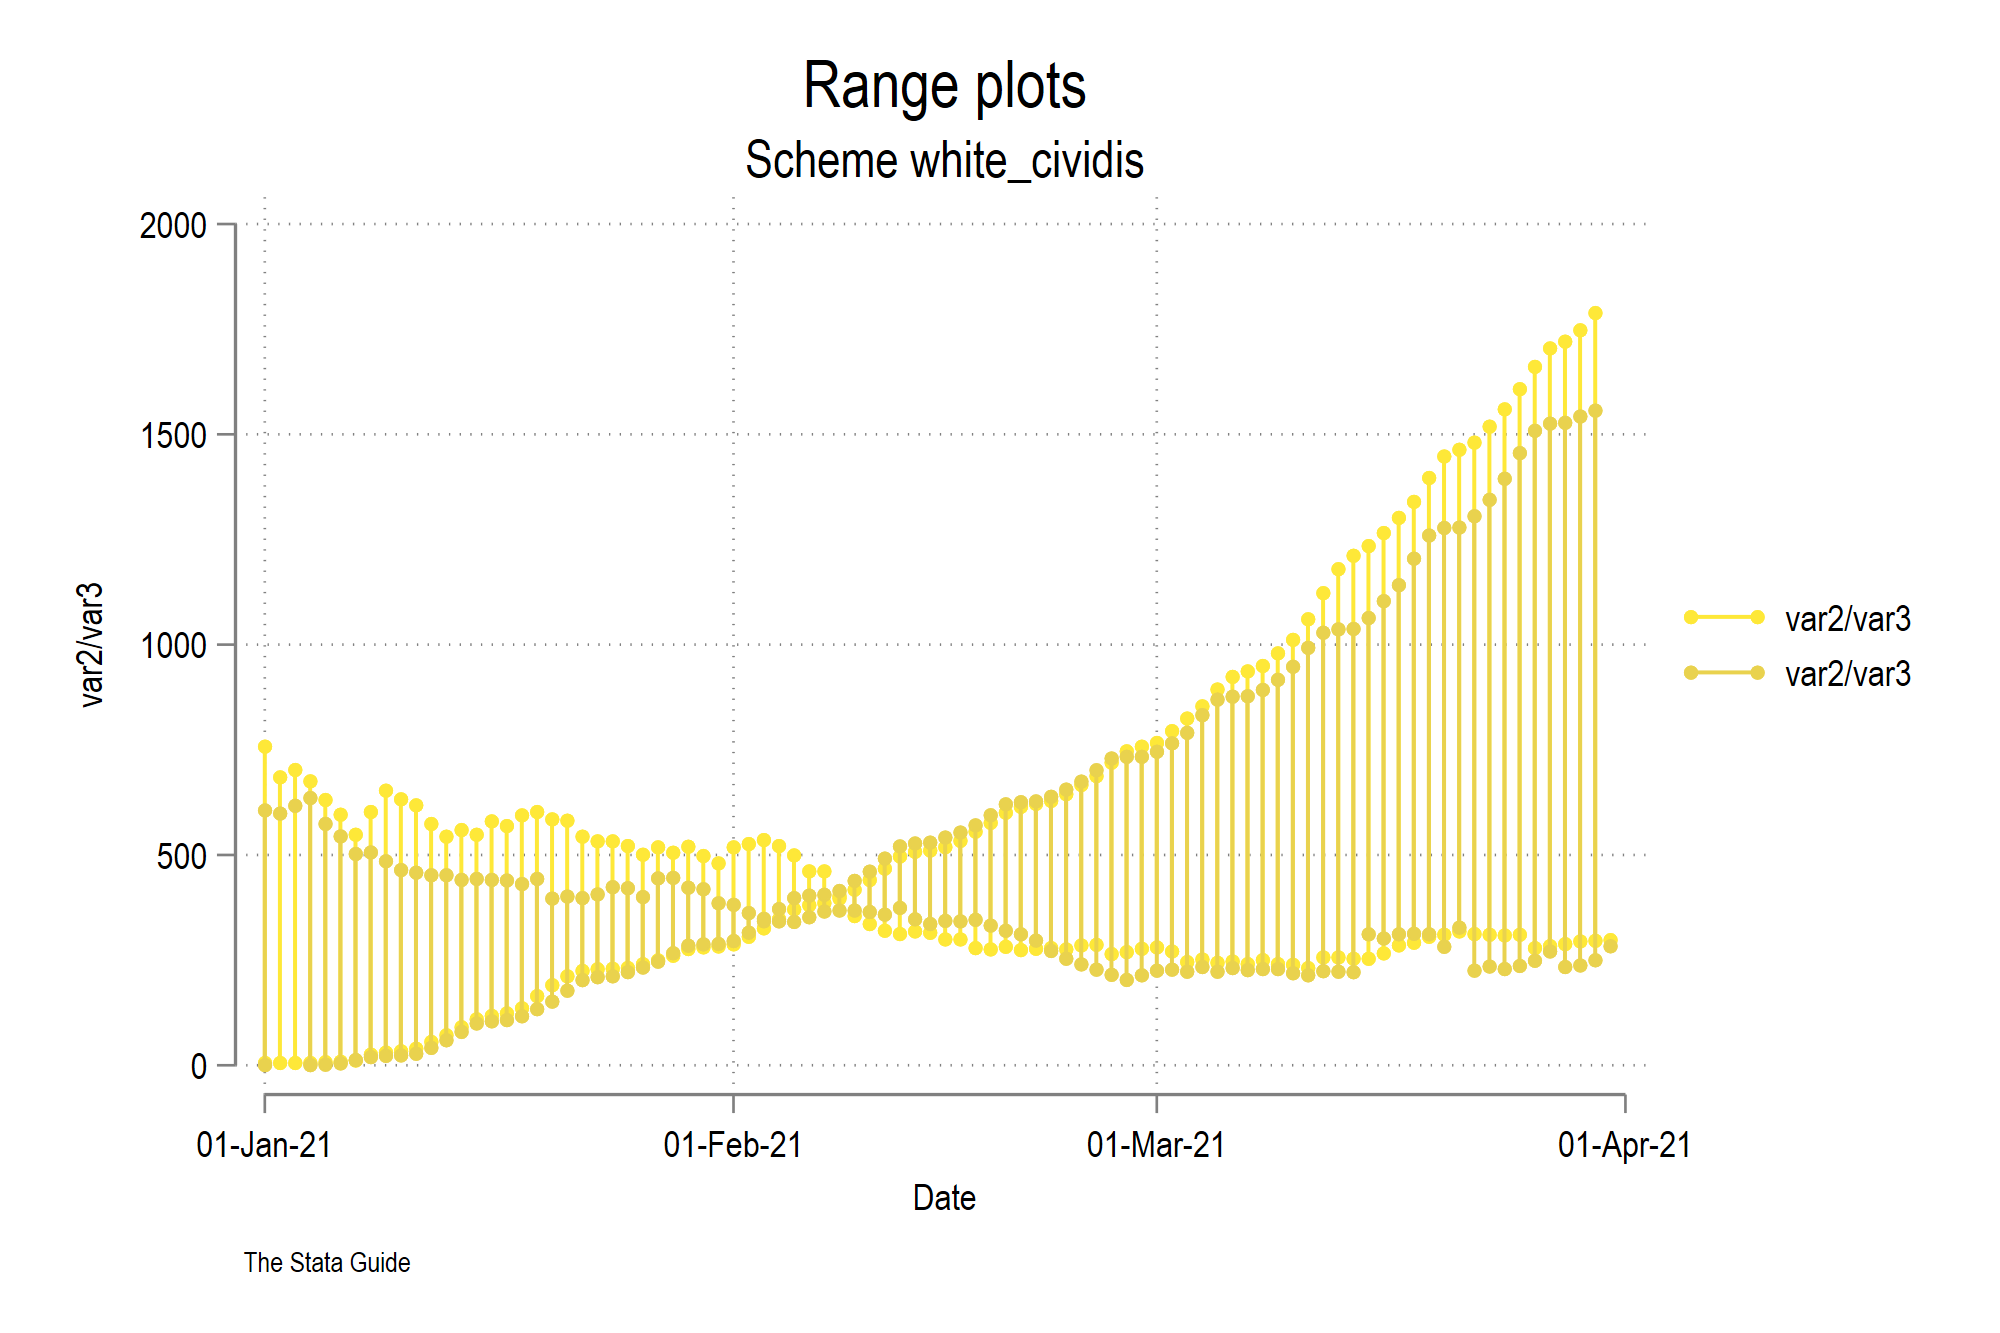 Range plots
Scheme white_cividis
2000
1500
1000
500
0
var2/var3
01-Jan-21
01-Feb-21
01-Mar-21
01-Apr-21
Date
var2/var3
var2/var3
The Stata Guide